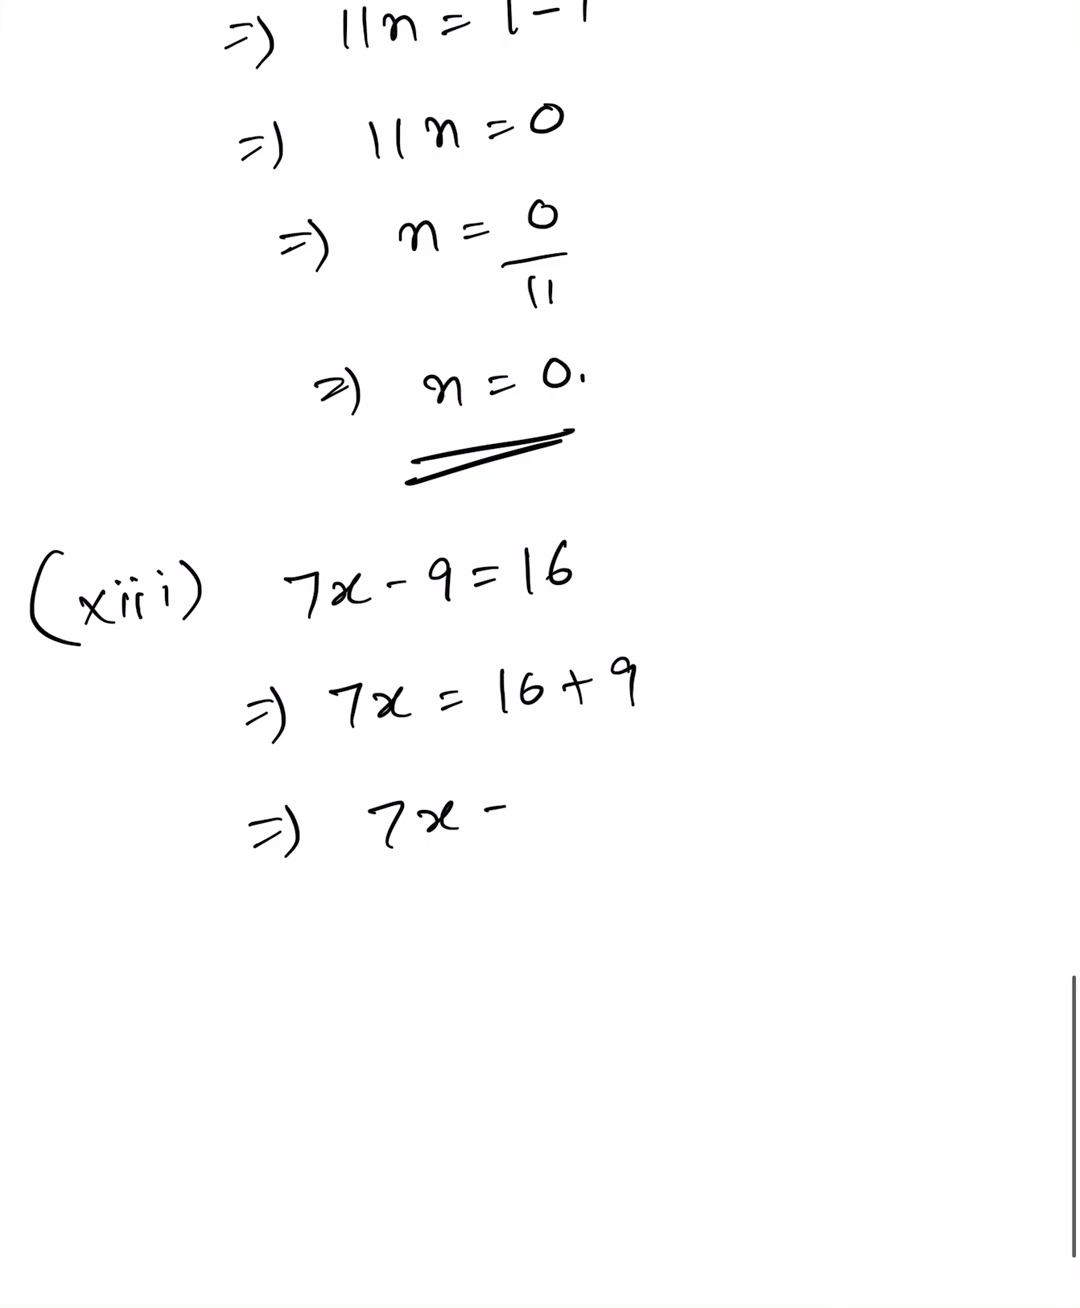 =) 11n = 1 - 1
=) 11n = 0
=) n = 0/11
=) n = 0.
(xiii) 7x - 9 = 16
=) 7x = 16 + 9
=) 7x -